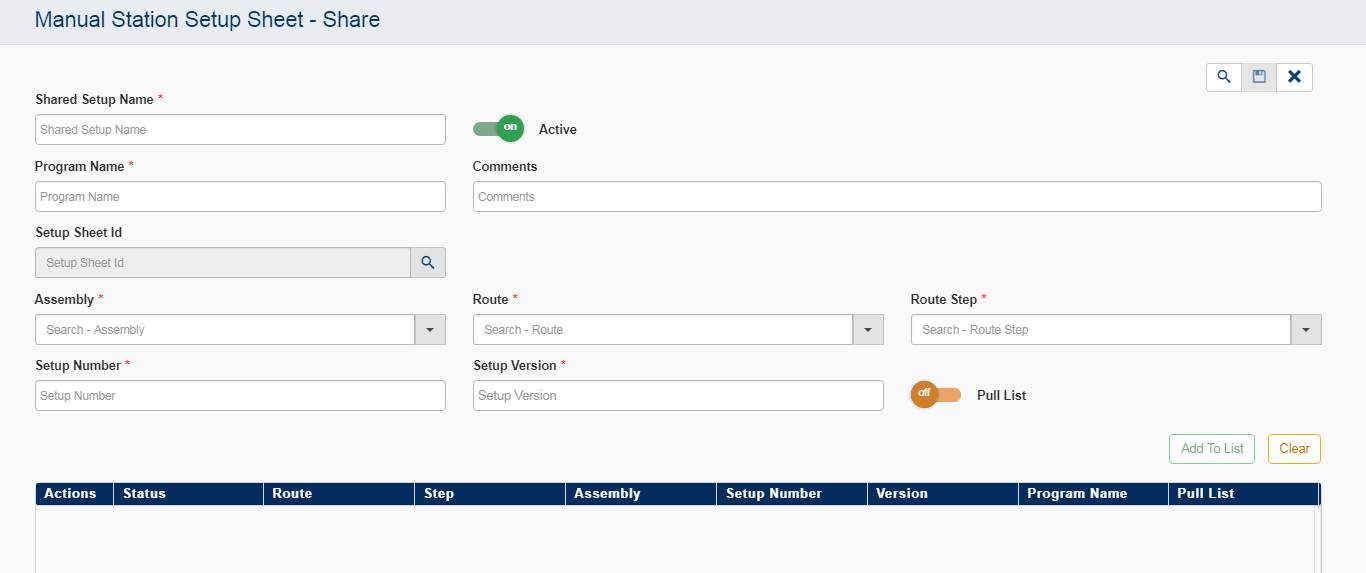 Manual Station Setup Sheet - Share
Shared Setup Name *
Shared Setup Name
on Active
Program Name * Comments
Program Name Comments
Setup Sheet Id
Setup Sheet Id
Assembly * Route * Route Step *
Search - Assembly Search - Route Search - Route Step
Setup Number * Setup Version *
Setup Number Setup Version off Pull List
Add To List Clear
Actions Status Route Step Assembly Setup Number Version Program Name Pull List